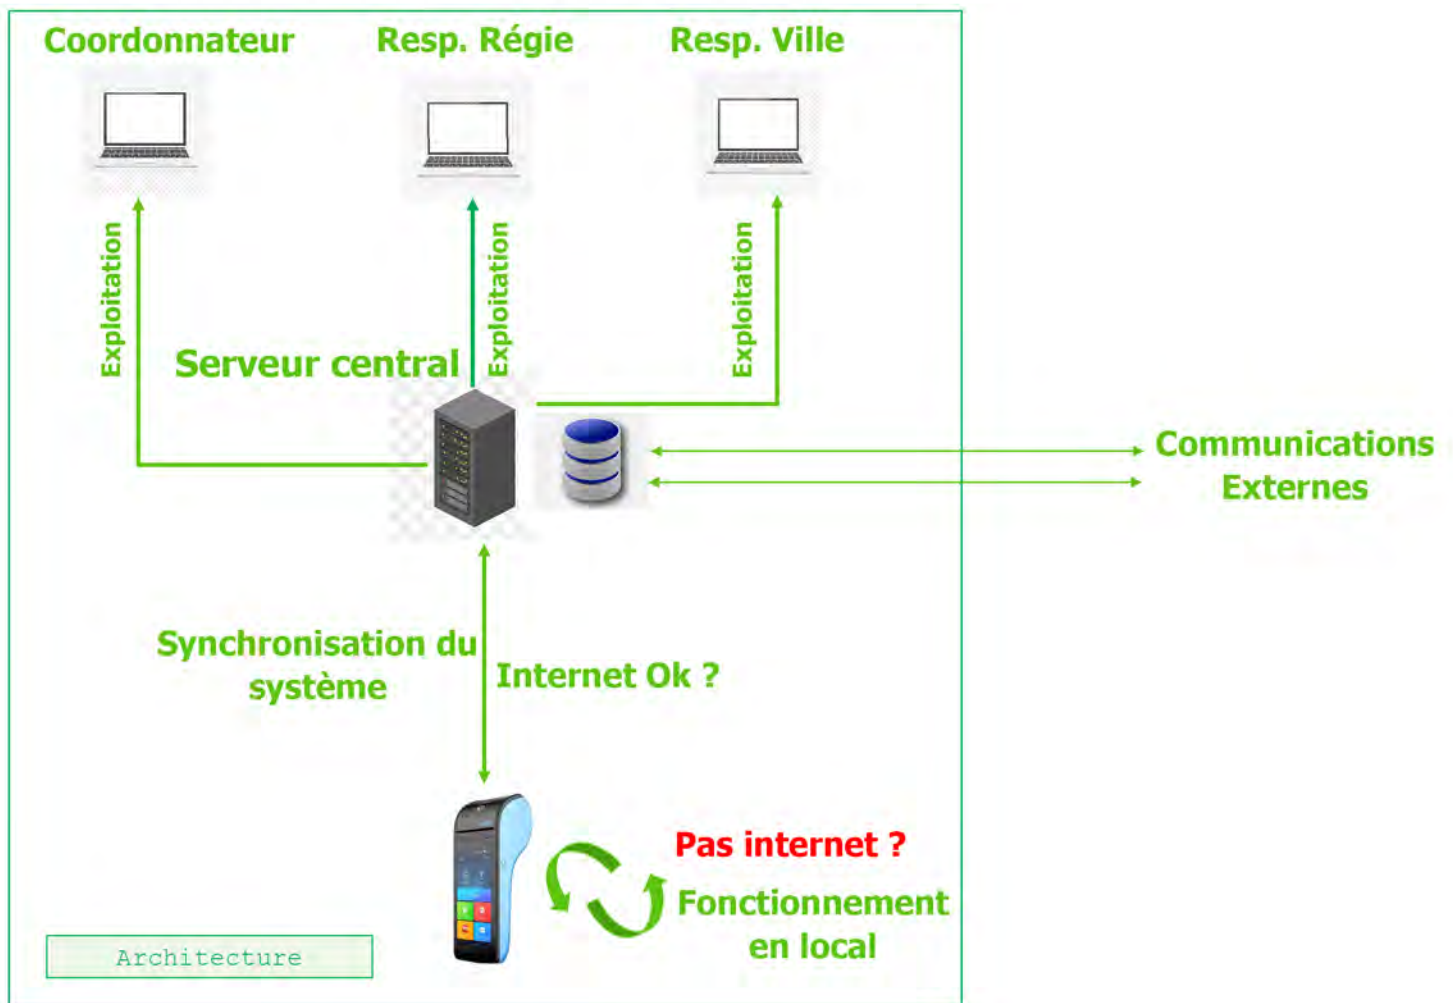 Coordonnateur
Resp. Régie
Resp. Ville
Exploitation
Exploitation
Exploitation
Serveur central
Communications
Externes
Synchronisation du
système
Internet Ok ?
Pas internet ?
Fonctionnement
en local
Architecture